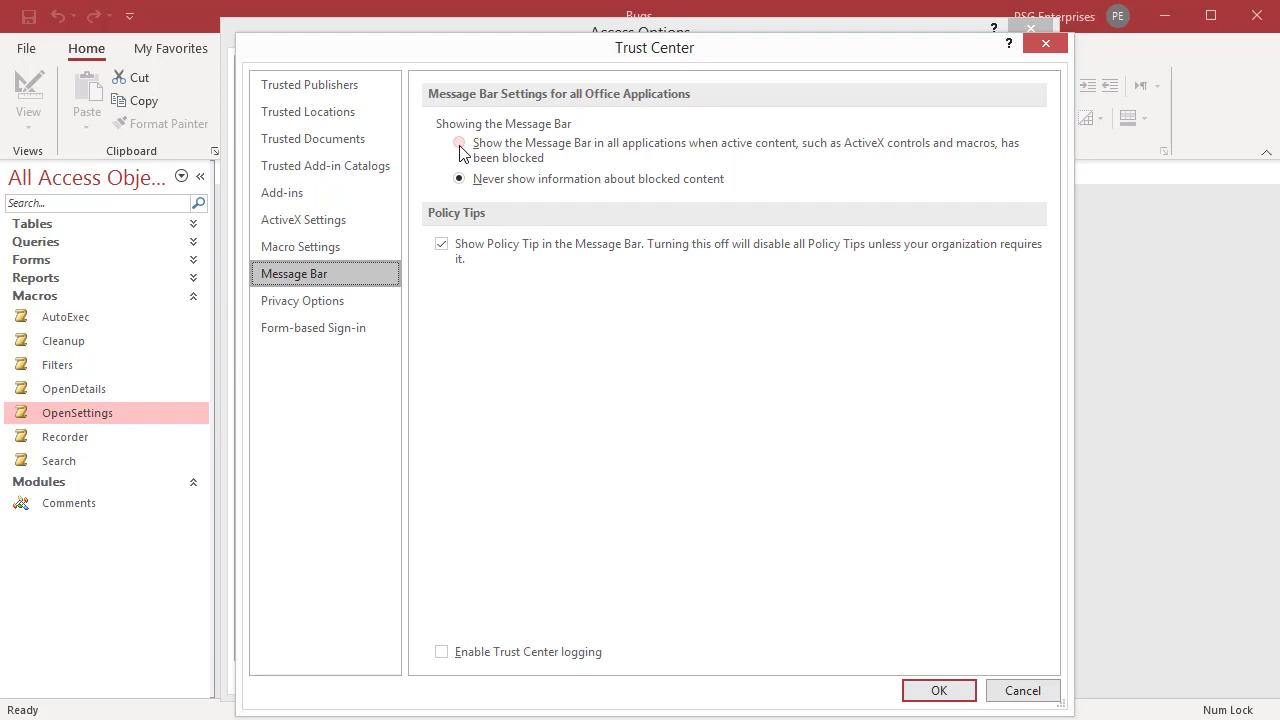 Bugs
PSG Enterprises
PE
File
Home
My Favorites
View
Paste
Cut
Copy
Format Painter
Views
Clipboard
Access Options
?
Trust Center
?
Trusted Publishers
Trusted Locations
Trusted Documents
Trusted Add-in Catalogs
Add-ins
ActiveX Settings
Macro Settings
Message Bar
Privacy Options
Form-based Sign-in
Message Bar Settings for all Office Applications
Showing the Message Bar
Show the Message Bar in all applications when active content, such as ActiveX controls and macros, has
been blocked
Never show information about blocked content
Policy Tips
Show Policy Tip in the Message Bar. Turning this off will disable all Policy Tips unless your organization requires
it.
Enable Trust Center logging
OK
Cancel
All Access Obje...
Search...
Tables
Queries
Forms
Reports
Macros
AutoExec
Cleanup
Filters
OpenDetails
OpenSettings
Recorder
Search
Modules
Comments
Ready
Num Lock